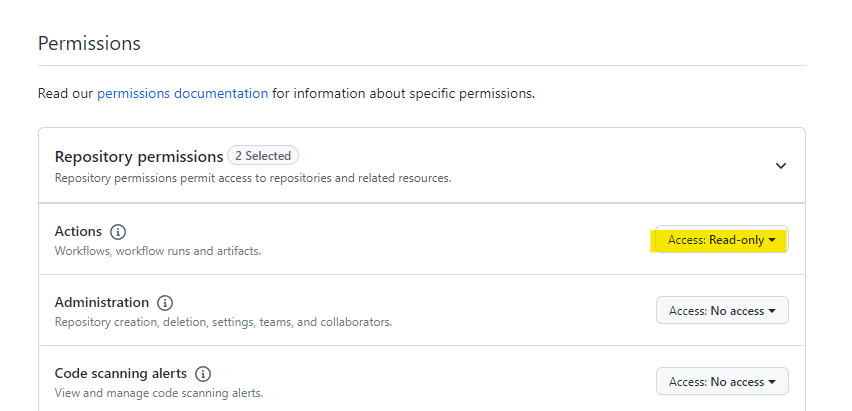 Permissions
Read our permissions documentation for information about specific permissions.
Repository permissions 2 Selected
Repository permissions permit access to repositories and related resources.
Actions
Access: Read-only
Workflows, workflow runs and artifacts.
Administration
Access: No access
Repository creation, deletion, settings, teams, and collaborators.
Code scanning alerts
Access: No access
View and manage code scanning alerts.